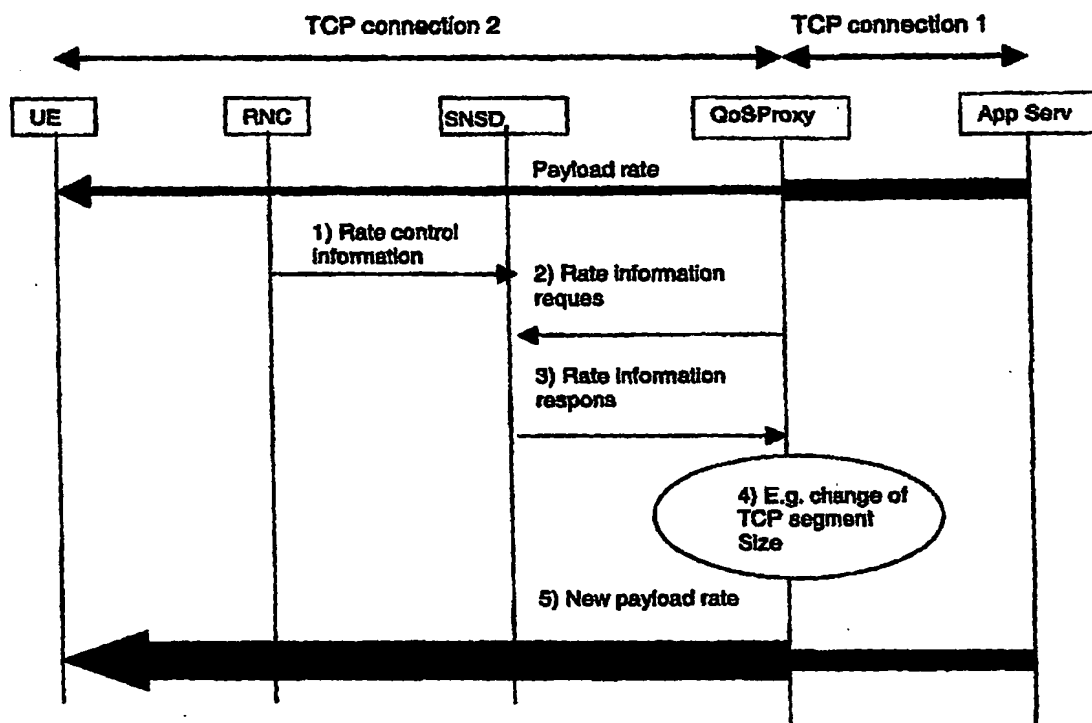 TCP connection 2
TCP connection 1
UE
RNC
SNSD
QoSProxy
App Serv
Payload rate
1) Rate control
information
2) Rate information
reques
3) Rate information
respons
4) E.g. change of
TCP segment
Size
5) New payload rate